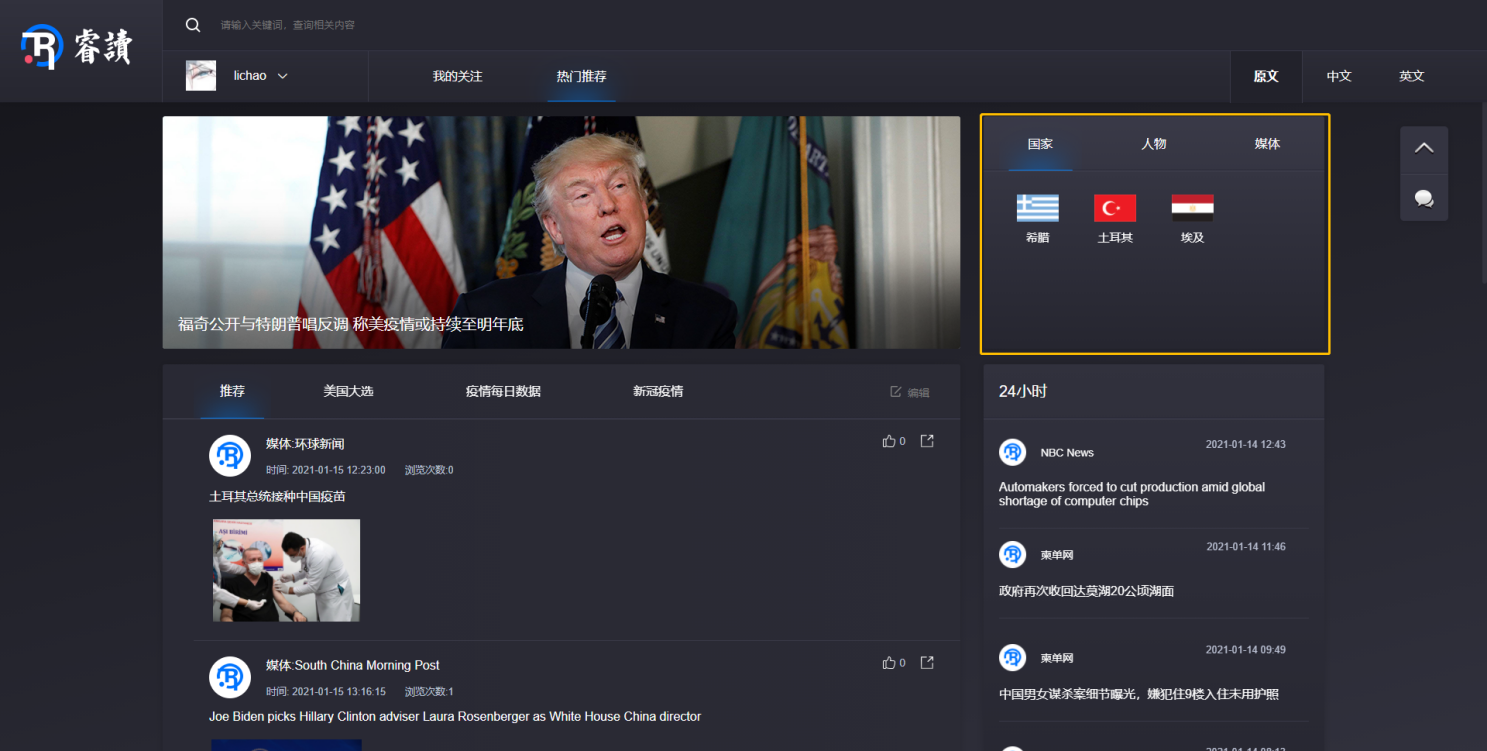 睿讀
请输入关键词，查询相关内容
lichao
我的关注
热门推荐
原文
中文
英文
福奇公开与特朗普唱反调 称美疫情或持续至明年底
国家
人物
媒体
希腊
土耳其
埃及
推荐
美国大选
疫情每日数据
新冠疫情
编辑
媒体:环球新闻
0
时间: 2021-01-15 12:23:00 浏览次数:0
土耳其总统接种中国疫苗
AŞI BİRİMİ
媒体:South China Morning Post
0
时间: 2021-01-15 13:16:15 浏览次数:1
Joe Biden picks Hillary Clinton adviser Laura Rosenberger as White House China director
24小时
NBC News
2021-01-14 12:43
Automakers forced to cut production amid global
shortage of computer chips
柬单网
2021-01-14 11:46
政府再次收回达莫湖20公顷湖面
柬单网
2021-01-14 09:49
中国男女谋杀案细节曝光，嫌犯住9楼入住未用护照